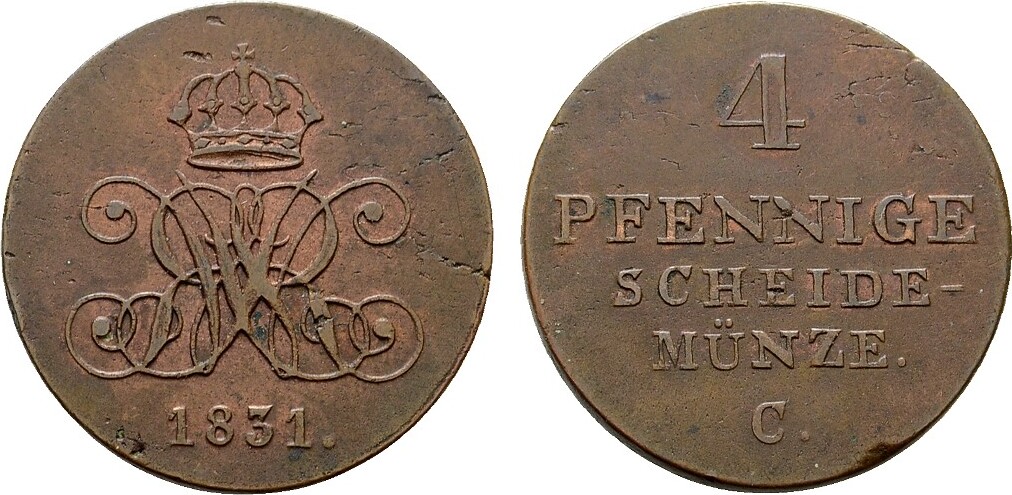 1831.
4
PFENNIGE
SCHEIDE-
MÜNZE.
C.